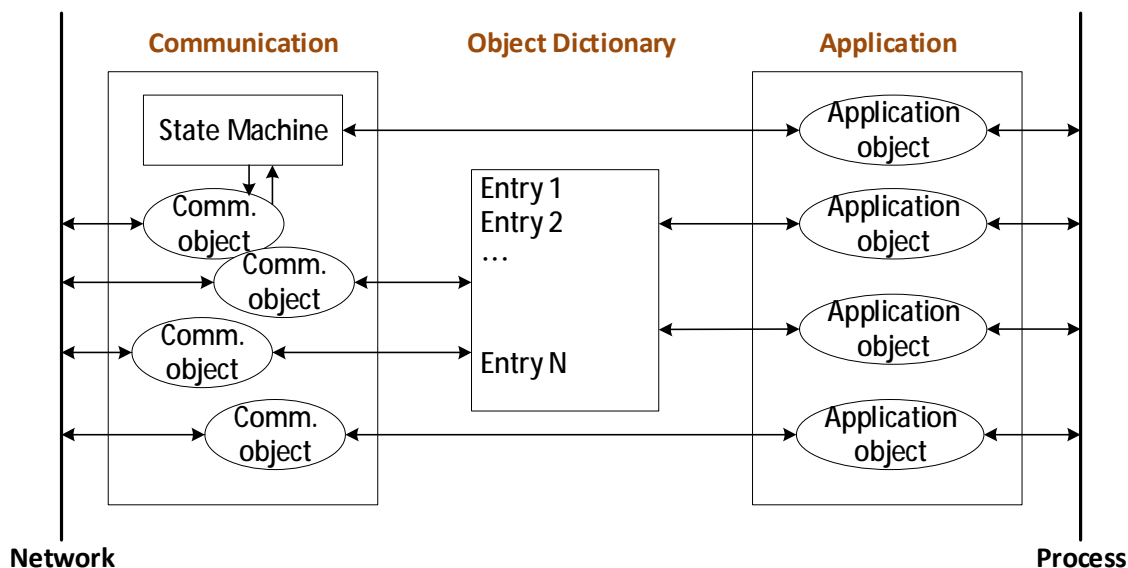 Communication
Object Dictionary
Application
State Machine
Application
object
Comm.
object
Entry 1
Entry 2
...
Entry N
Application
object
Comm.
object
Comm.
object
Application
object
Comm.
object
Application
object
Network
Process